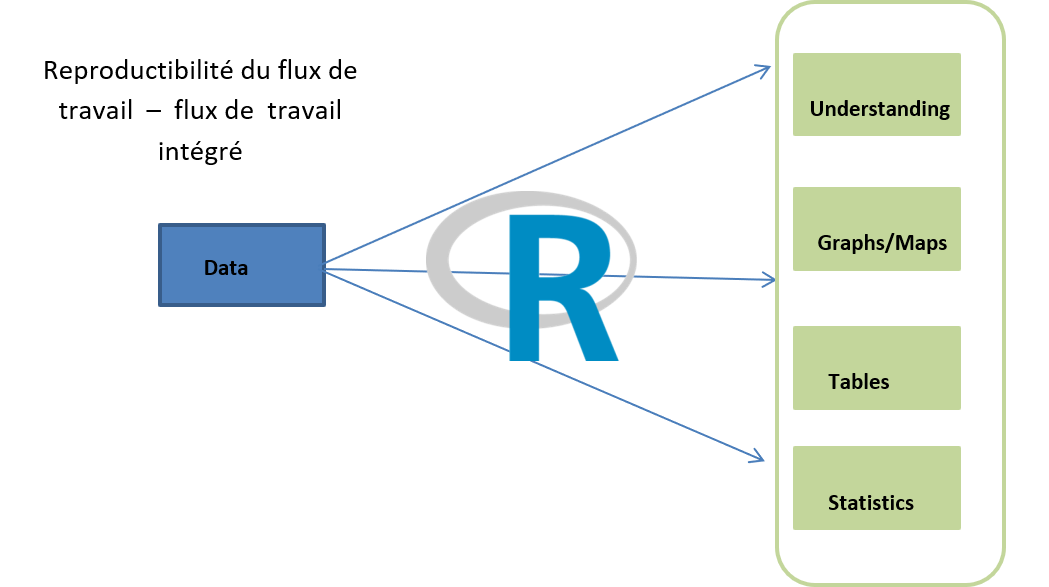 Reproductibilité du flux de
travail – flux de travail
intégré
Data
R
Understanding
Graphs/Maps
Tables
Statistics